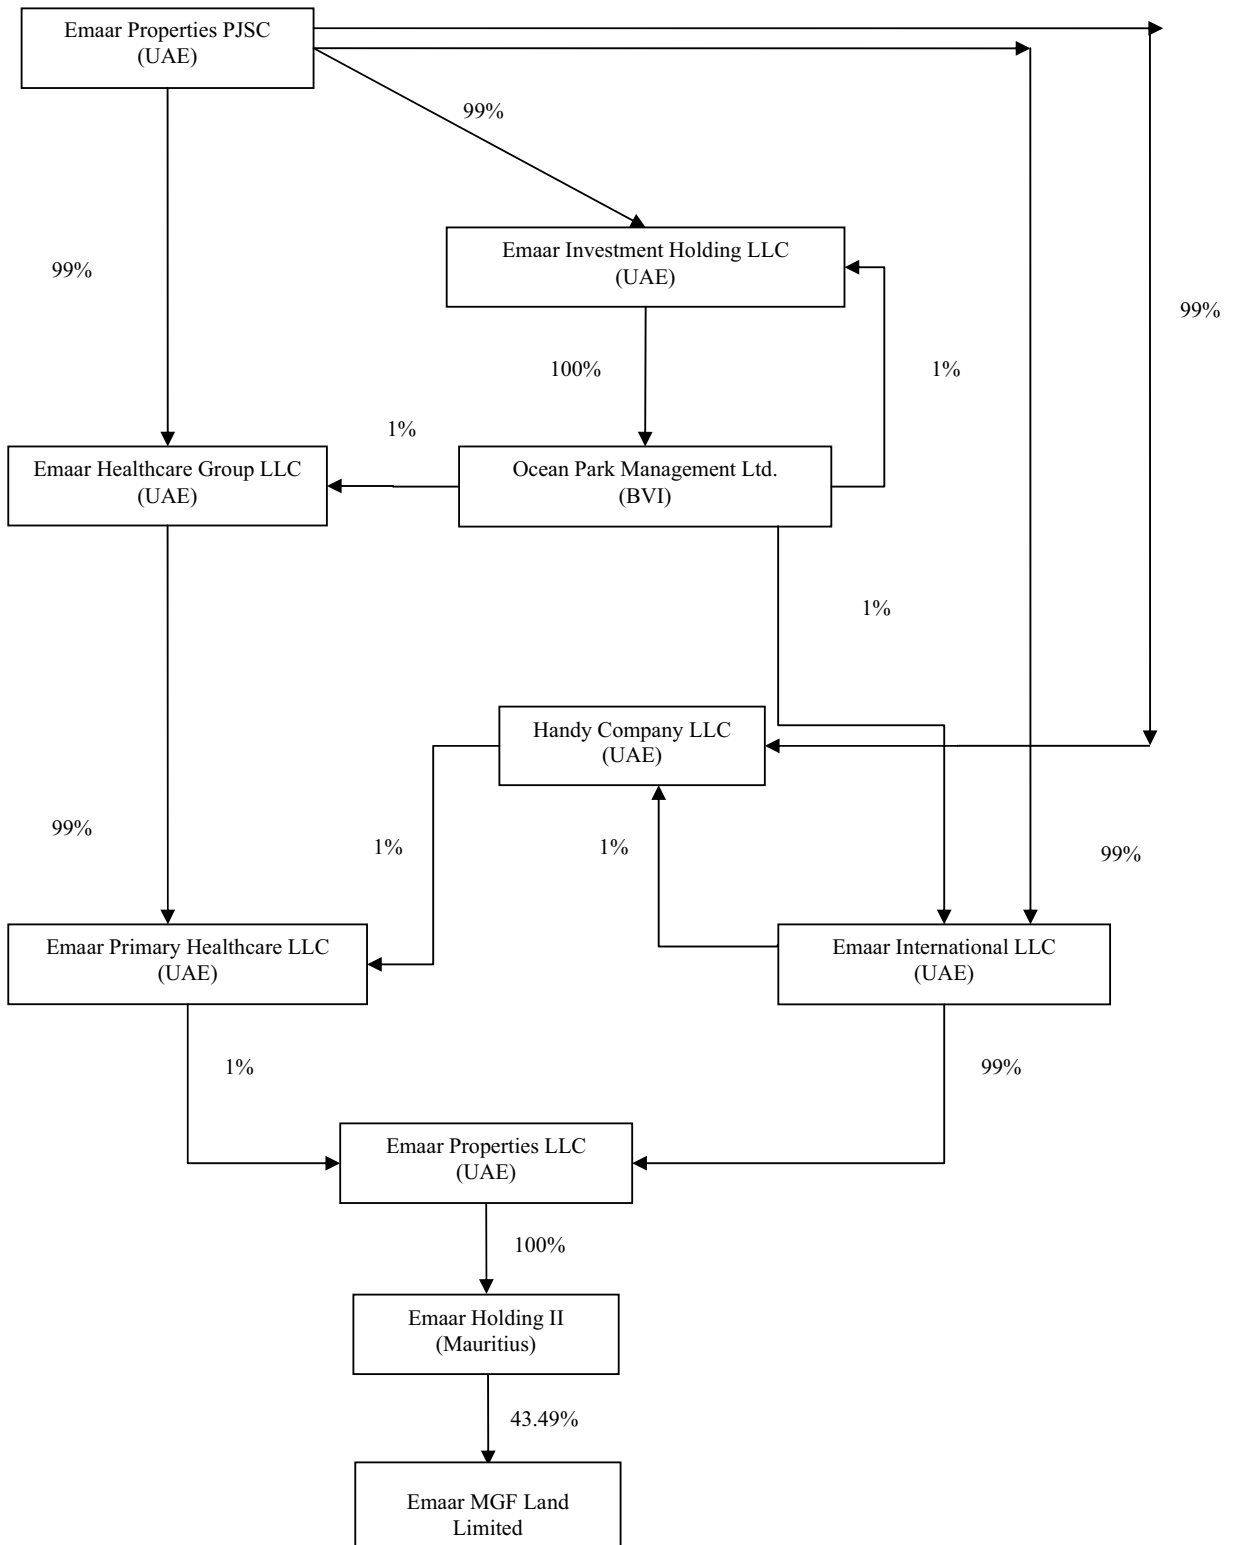 Emaar Properties PJSC
(UAE)
99%
Emaar Investment Holding LLC
(UAE)
99%
99%
100%
1%
1%
Emaar Healthcare Group LLC
(UAE)
Ocean Park Management Ltd.
(BVI)
1%
Handy Company LLC
(UAE)
99%
1%
1%
99%
Emaar Primary Healthcare LLC
(UAE)
Emaar International LLC
(UAE)
1%
99%
Emaar Properties LLC
(UAE)
100%
Emaar Holding II
(Mauritius)
43.49%
Emaar MGF Land
Limited